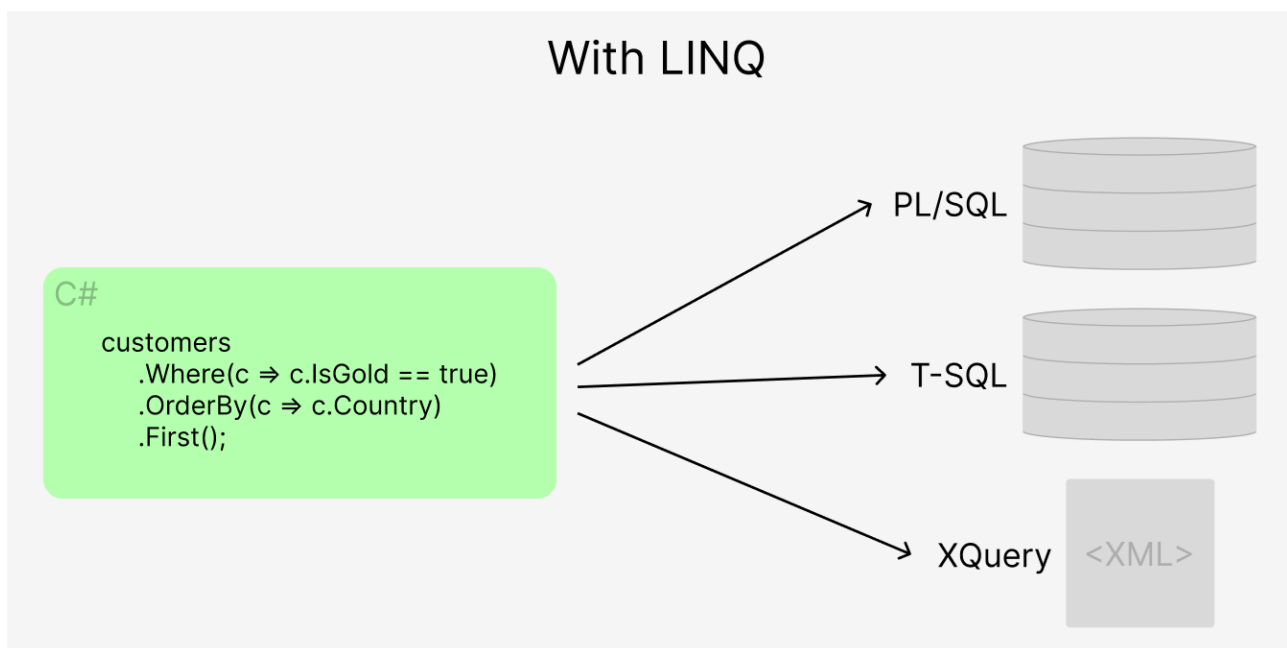 With LINQ
C#
customers
.Where(c => c.IsGold == true)
.OrderBy(c => c.Country)
.First();
PL/SQL
T-SQL
XQuery
<XML>